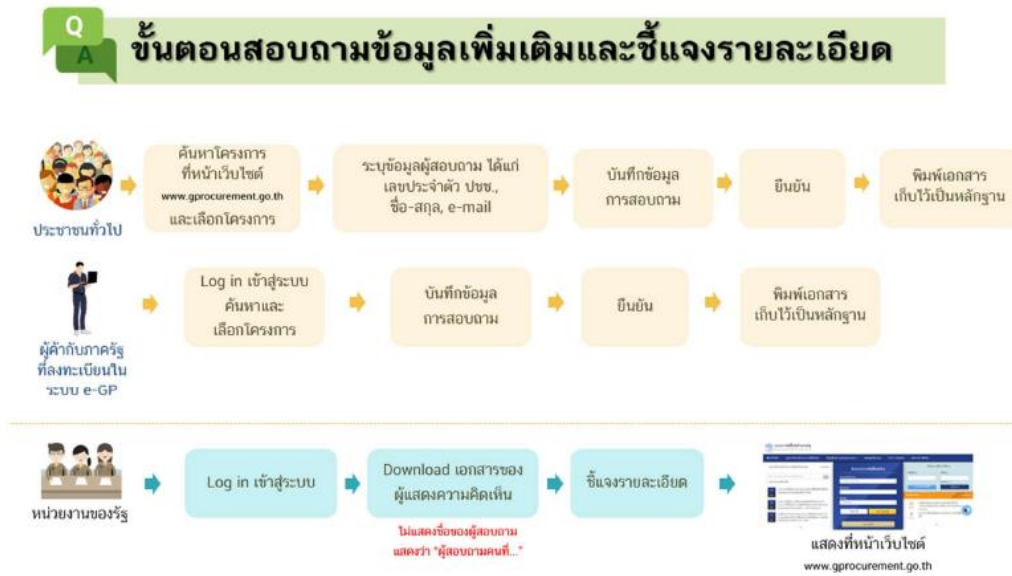 Q
A
ขั้นตอนสอบถามข้อมูลเพิ่มเติมและชี้แจงรายละเอียด
ประชาชนทั่วไป
ค้นหาโครงการ
ที่หน้าเว็บไซต์
www.gprocurement.go.th
และเลือกโครงการ
ระบุข้อมูลผู้สอบถาม ได้แก่
เลขประจำตัว ปชช.,
ชื่อ-สกุล, e-mail
บันทึกข้อมูล
การสอบถาม
ยืนยัน
พิมพ์เอกสาร
เก็บไว้เป็นหลักฐาน
ผู้ค้ากับภาครัฐ
ที่ลงทะเบียนใน
ระบบ e-GP
Log in เข้าสู่ระบบ
ค้นหาและ
เลือกโครงการ
บันทึกข้อมูล
การสอบถาม
ยืนยัน
พิมพ์เอกสาร
เก็บไว้เป็นหลักฐาน
หน่วยงานของรัฐ
Log in เข้าสู่ระบบ
Download เอกสารของ
ผู้แสดงความคิดเห็น
ไม่แสดงชื่อของผู้สอบถาม
แสดงว่า "ผู้สอบถามคนที่..."
ชี้แจงรายละเอียด
แสดงที่หน้าเว็บไซต์
www.gprocurement.go.th